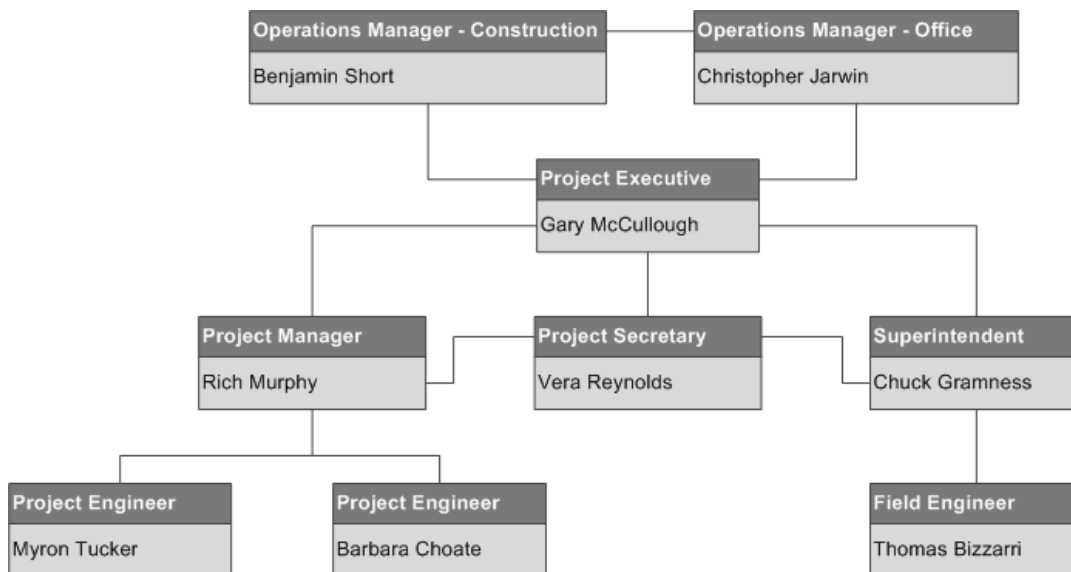 Operations Manager - Construction
Benjamin Short
Operations Manager - Office
Christopher Jarwin
Project Executive
Gary McCullough
Project Manager
Rich Murphy
Project Secretary
Vera Reynolds
Superintendent
Chuck Gramness
Project Engineer
Myron Tucker
Project Engineer
Barbara Choate
Field Engineer
Thomas Bizzarri